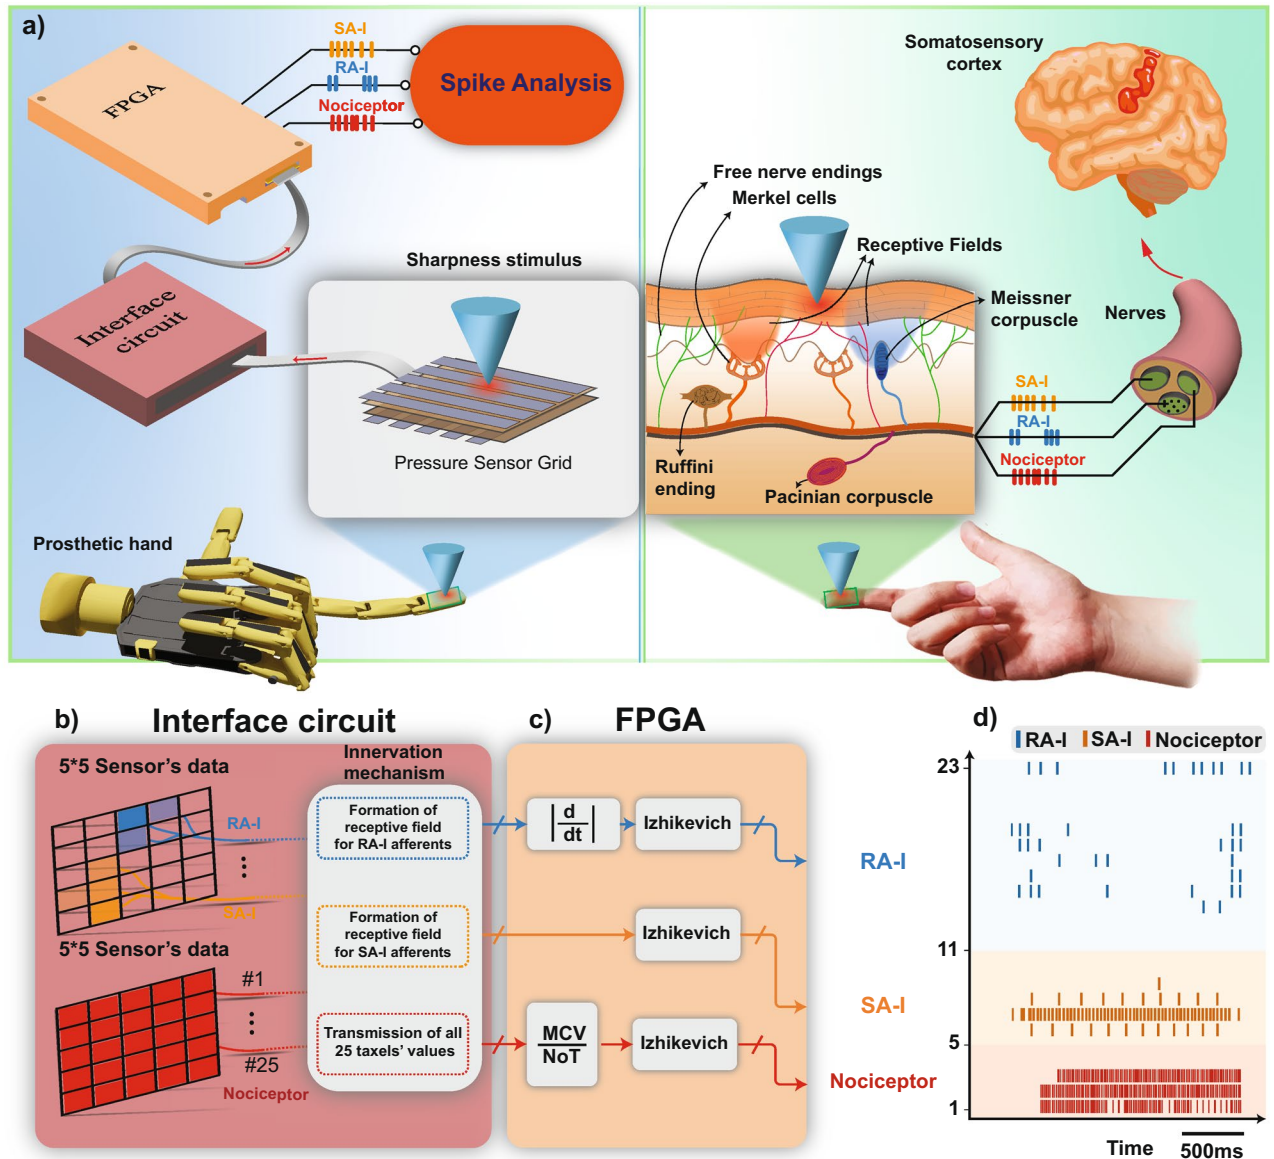 a)
SA-I
RA-I
Nociceptor
Spike Analysis
FPGA
Interface
circuit
Sharpness stimulus
Pressure Sensor Grid
Prosthetic hand
Somatosensory
cortex
Free nerve endings
Merkel cells
Receptive Fields
Meissner
corpuscle
Nerves
SA-I
RA-I
Nociceptor
Ruffini
ending
Pacinian corpuscle
b)
Interface circuit
5*5 Sensor's data
RA-I
SA-I
5*5 Sensor's data
#1
#25
Nociceptor
Innervation
mechanism
Formation of
receptive field
for RA-I afferents
Formation of
receptive field
for SA-I afferents
Transmission of all
25 taxels' values
c)
FPGA
|d/dt|
Izhikevich
Izhikevich
MCV
NoT
Izhikevich
RA-I
SA-I
Nociceptor
d)
RA-I SA-I Nociceptor
23
11
5
1
Time
500ms